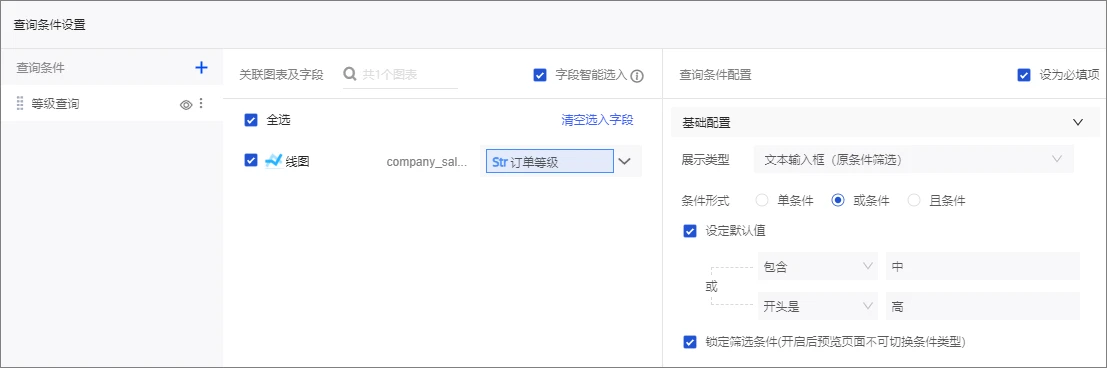 查询条件设置
查询条件
等级查询
关联图表及字段
共1个图表
字段智能选入
全选
清空选入字段
线图
company_sal...
Str 订单等级
查询条件配置
设为必填项
基础配置
展示类型
文本输入框（原条件筛选）
条件形式
单条件
或条件
且条件
设定默认值
或
包含
中
开头是
高
锁定筛选条件(开启后预览页面不可切换条件类型)